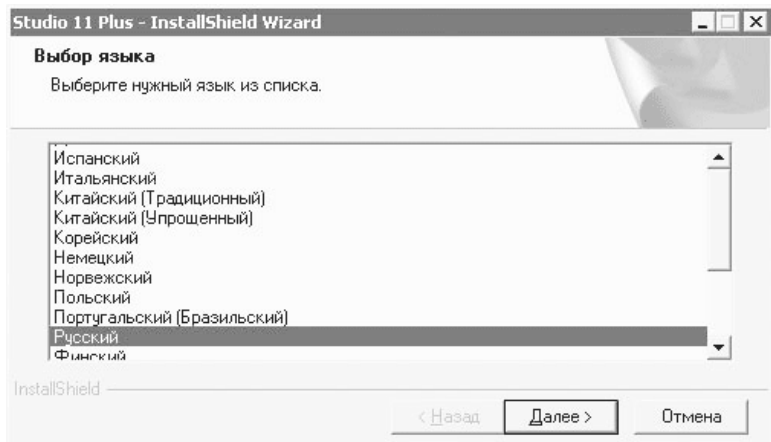 Studio 11 Plus - InstallShield Wizard
Выбор языка
Выберите нужный язык из списка.
Испанский
Итальянский
Китайский (Традиционный)
Китайский (Упрощенный)
Корейский
Немецкий
Норвежский
Польский
Португальский (Бразильский)
Русский
Финский
InstallShield
< Назад
Далее >
Отмена